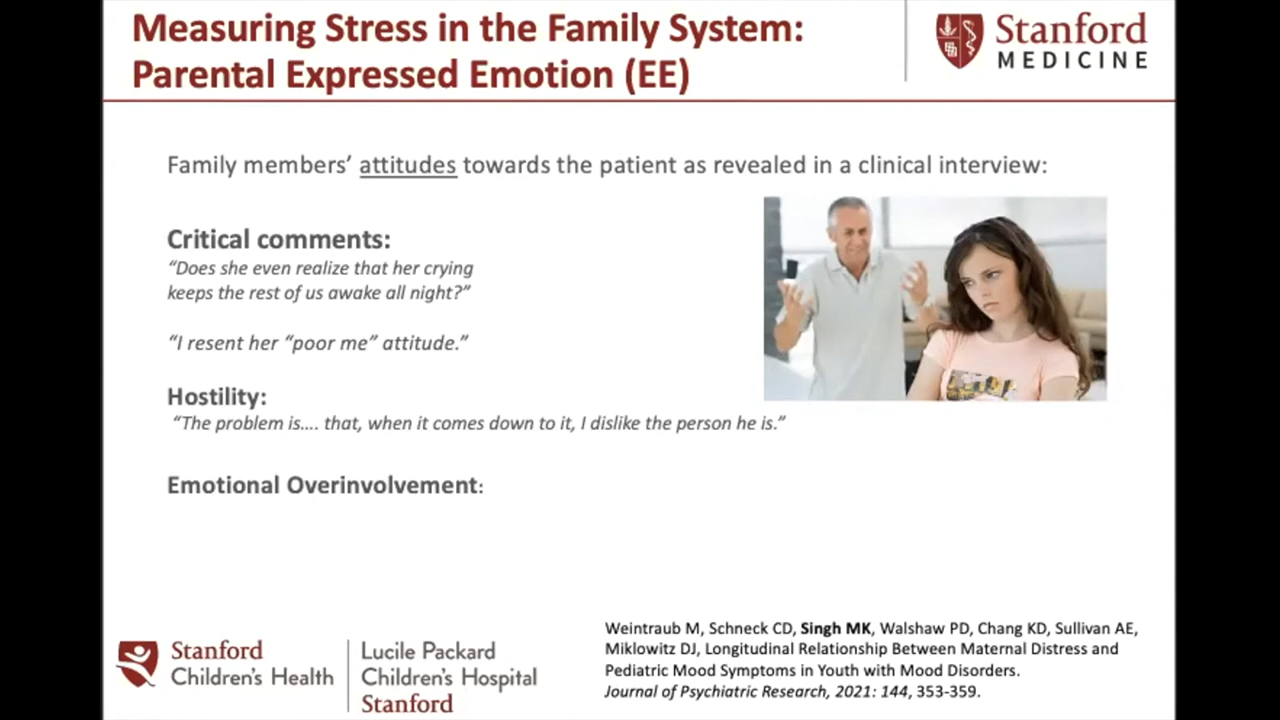 Measuring Stress in the Family System:
Parental Expressed Emotion (EE)
Stanford
MEDICINE
Family members’ attitudes towards the patient as revealed in a clinical interview:
Critical comments:
“Does she even realize that her crying
keeps the rest of us awake all night?”
“I resent her “poor me” attitude.”
Hostility:
“The problem is.... that, when it comes down to it, I dislike the person he is.”
Emotional Overinvolvement:
Stanford
Children’s Health
Lucile Packard
Children’s Hospital
Stanford
Weintraub M, Schneck CD, Singh MK, Walshaw PD, Chang KD, Sullivan AE,
Miklowitz DJ, Longitudinal Relationship Between Maternal Distress and
Pediatric Mood Symptoms in Youth with Mood Disorders.
Journal of Psychiatric Research, 2021: 144, 353-359.